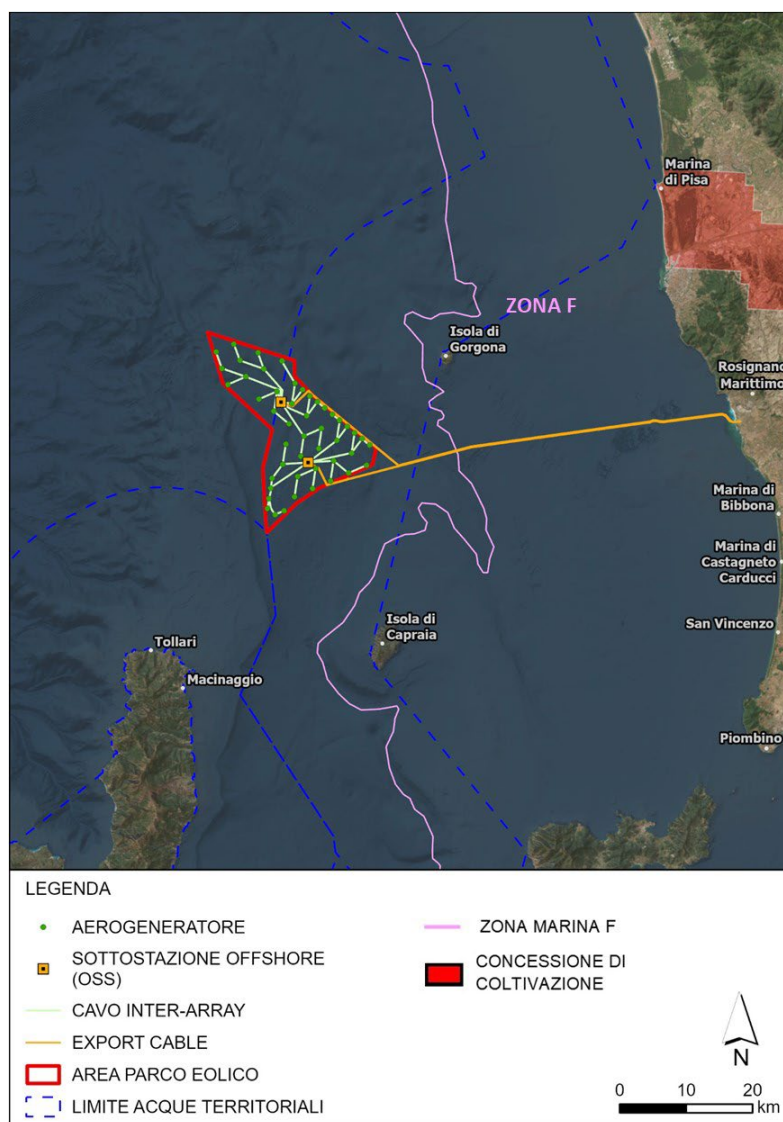 Marina
di Pisa
ZONA F
Isola di
Gorgona
Rosignano
Marittimo
Marina di
Bibbona
Marina di
Castagneto
Carducci
Isola di
Capraia
San Vincenzo
Tollari
Macinaggio
Piombino
LEGENDA
AEROGENERATORE
SOTTOSTAZIONE OFFSHORE
(OSS)
CAVO INTER-ARRAY
EXPORT CABLE
AREA PARCO EOLICO
LIMITE ACQUE TERRITORIALI
ZONA MARINA F
CONCESSIONE DI
COLTIVAZIONE
N
0 10 20
km